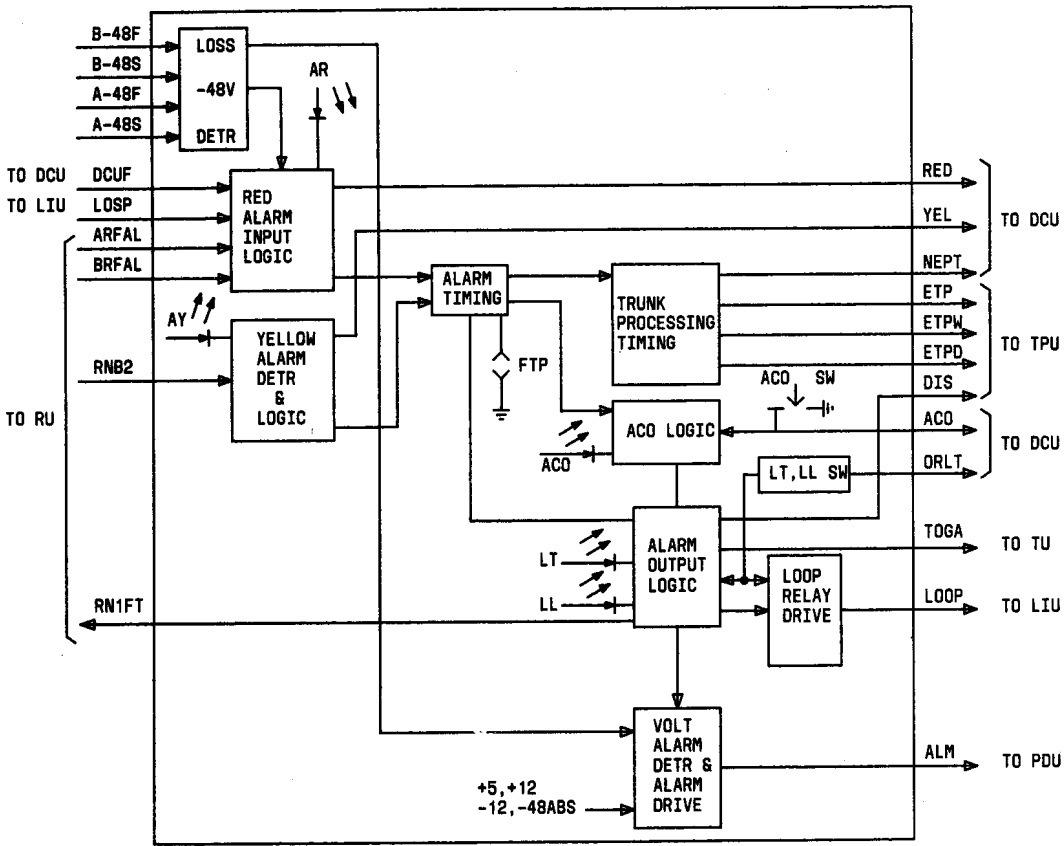 B-48F
B-48S
A-48F
A-48S
LOSS
-48V
DETR
AR
TO DCU
DCUF
TO LIU
LOSP
ARFAL
BRFAL
RED
ALARM
INPUT
LOGIC
RED
YEL
TO DCU
NEPT
ALARM
TIMING
TRUNK
PROCESSING
TIMING
ETP
ETPW
TO TPU
ETPD
DIS
AY
YELLOW
ALARM
DETR
&
LOGIC
RNB2
FTP
TO RU
ACO SW
ACO LOGIC
ACO
ACO
TO DCU
LT,LL SW
ORLT
LT
LL
ALARM
OUTPUT
LOGIC
TOGA
TO TU
LOOP
RELAY
DRIVE
LOOP
TO LIU
RN1FT
VOLT
ALARM
DETR &
ALARM
DRIVE
ALM
TO PDU
+5,+12
-12,-48ABS